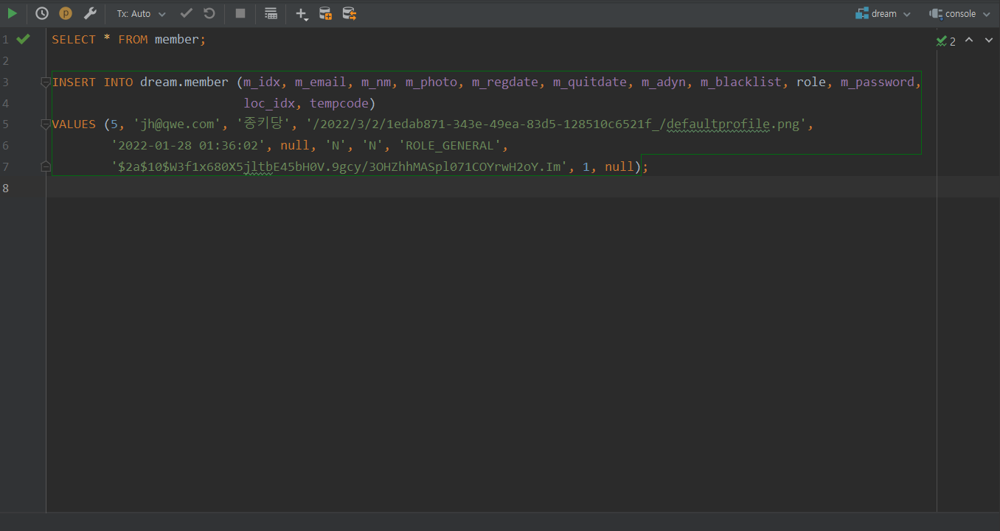 Tx: Auto
dream
console
1 SELECT * FROM member;
2
2
3 INSERT INTO dream.member (m_idx, m_email, m_nm, m_photo, m_regdate, m_quitdate, m_adyn, m_blacklist, role, m_password,
4 loc_idx, tempcode)
5 VALUES (5, 'jh@qwe.com', '종키당', '/2022/3/2/1edab871-343e-49ea-83d5-128510c6521f_/defaultprofile.png',
6 '2022-01-28 01:36:02', null, 'N', 'N', 'ROLE_GENERAL',
7 '$2a$10$W3f1x680X5jltbE45bH0V.9gcy/3OHZhhMASpl071COYrwH2oY.Im', 1, null);
8